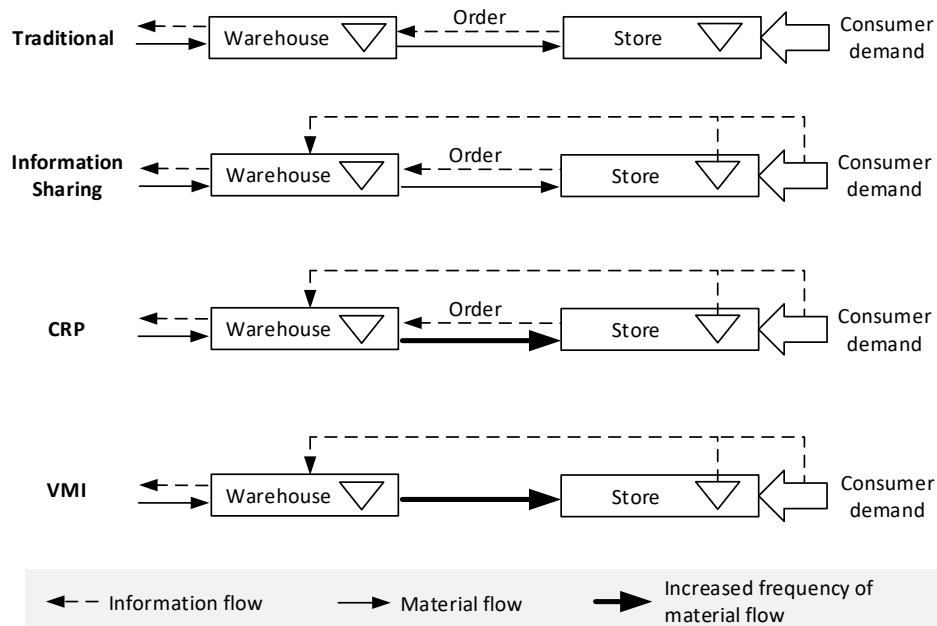 Traditional
Warehouse
Order
Store
Consumer
demand
Information
Sharing
Warehouse
Order
Store
Consumer
demand
CRP
Warehouse
Order
Store
Consumer
demand
VMI
Warehouse
Store
Consumer
demand
Information flow
Material flow
Increased frequency of
material flow